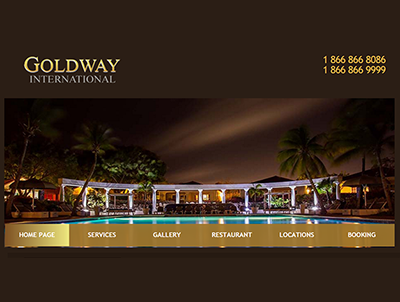 GOLDWAY
INTERNATIONAL
1 866 866 8086
1 866 866 9999
HOME PAGE
SERVICES
GALLERY
RESTAURANT
LOCATIONS
BOOKING